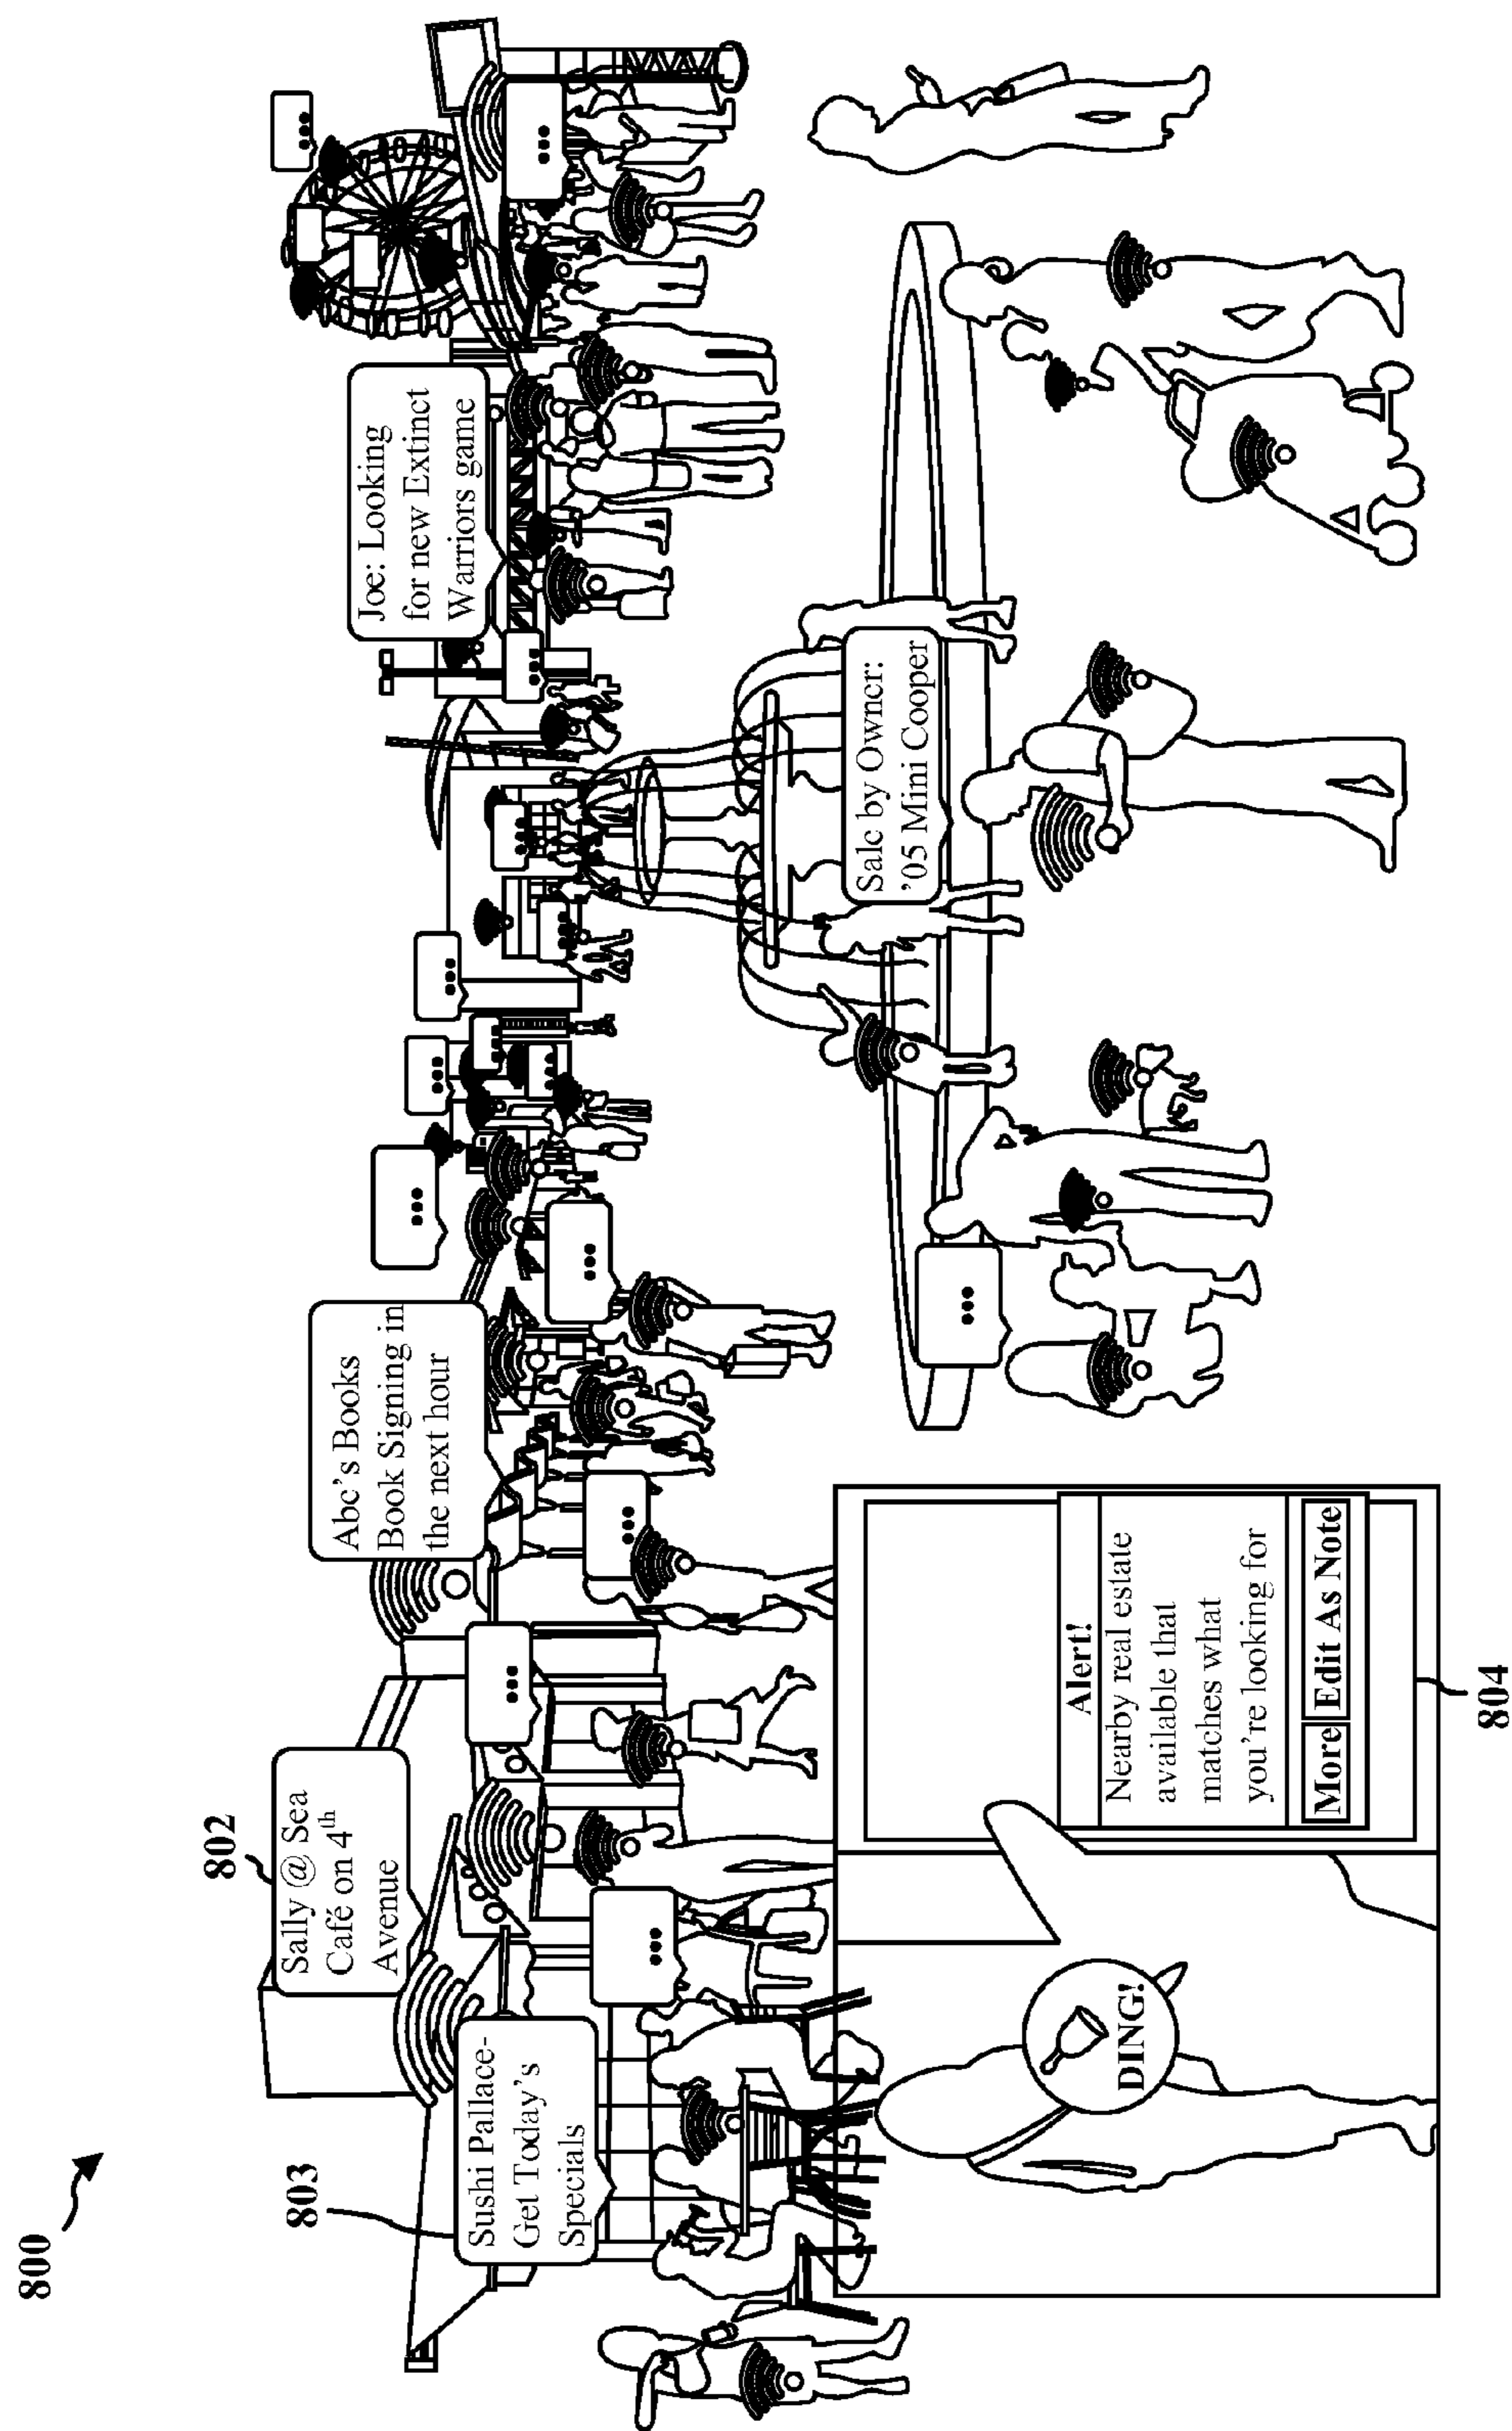 800
802
Sally @ Sea
Café on 4th
Avenue
803
Sushi Pallace-
Get Today's
Specials
Abc's Books
Book Signing in
the next hour
Joe: Looking
for new Extinct
Warriors game
Sale by Owner:
'05 Mini Cooper
DING!
Alert!
Nearby real estate
available that
matches what
you're looking for
More Edit As Note
804